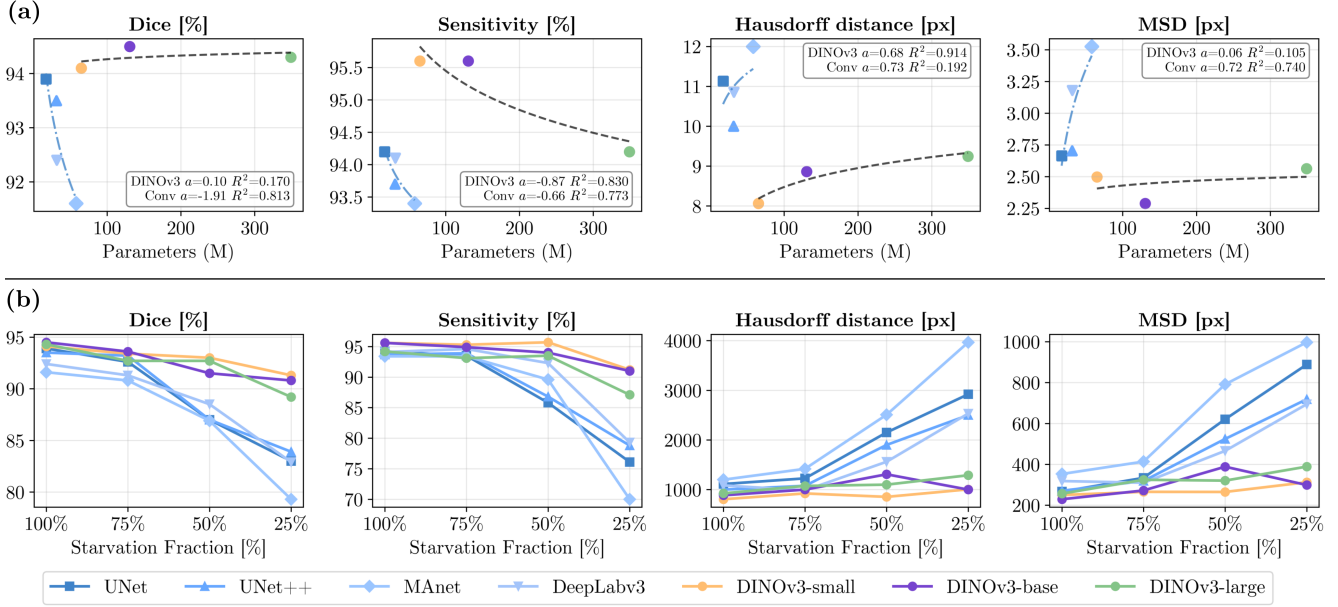 (a)
Dice [%]
94
93
92
100 200 300
Parameters (M)
DINOv3 a=0.10 R²=0.170
Conv a=-1.91 R²=0.813
Sensitivity [%]
95.5
95.0
94.5
94.0
93.5
100 200 300
Parameters (M)
DINOv3 a=-0.87 R²=0.830
Conv a=-0.66 R²=0.773
Hausdorff distance [px]
12
11
10
9
8
100 200 300
Parameters (M)
DINOv3 a=0.68 R²=0.914
Conv a=0.73 R²=0.192
MSD [px]
3.50
3.25
3.00
2.75
2.50
2.25
100 200 300
Parameters (M)
DINOv3 a=0.06 R²=0.105
Conv a=0.72 R²=0.740
(b)
Dice [%]
95
90
85
80
100% 75% 50% 25%
Starvation Fraction [%]
Sensitivity [%]
95
90
85
80
75
70
100% 75% 50% 25%
Starvation Fraction [%]
Hausdorff distance [px]
4000
3000
2000
1000
100% 75% 50% 25%
Starvation Fraction [%]
MSD [px]
1000
800
600
400
200
100% 75% 50% 25%
Starvation Fraction [%]
UNet UNet++ MAnet DeepLabv3 DINOv3-small DINOv3-base DINOv3-large